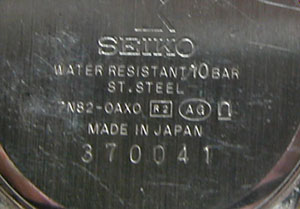 SEIKO
WATER RESISTANT 10 BAR
ST. STEEL
7N82-0AX0 R2 AG
MADE IN JAPAN
370041